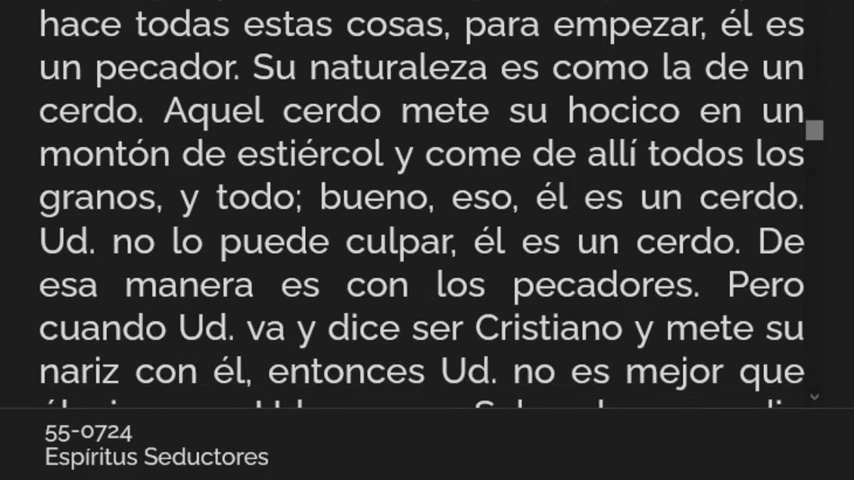 hace todas estas cosas, para empezar, él es
un pecador. Su naturaleza es como la de un
cerdo. Aquel cerdo mete su hocico en un
montón de estiércol y come de allí todos los
granos, y todo; bueno, eso, él es un cerdo.
Ud. no lo puede culpar, él es un cerdo. De
esa manera es con los pecadores. Pero
cuando Ud. va y dice ser Cristiano y mete su
nariz con él, entonces Ud. no es mejor que
55-0724
Espíritus Seductores